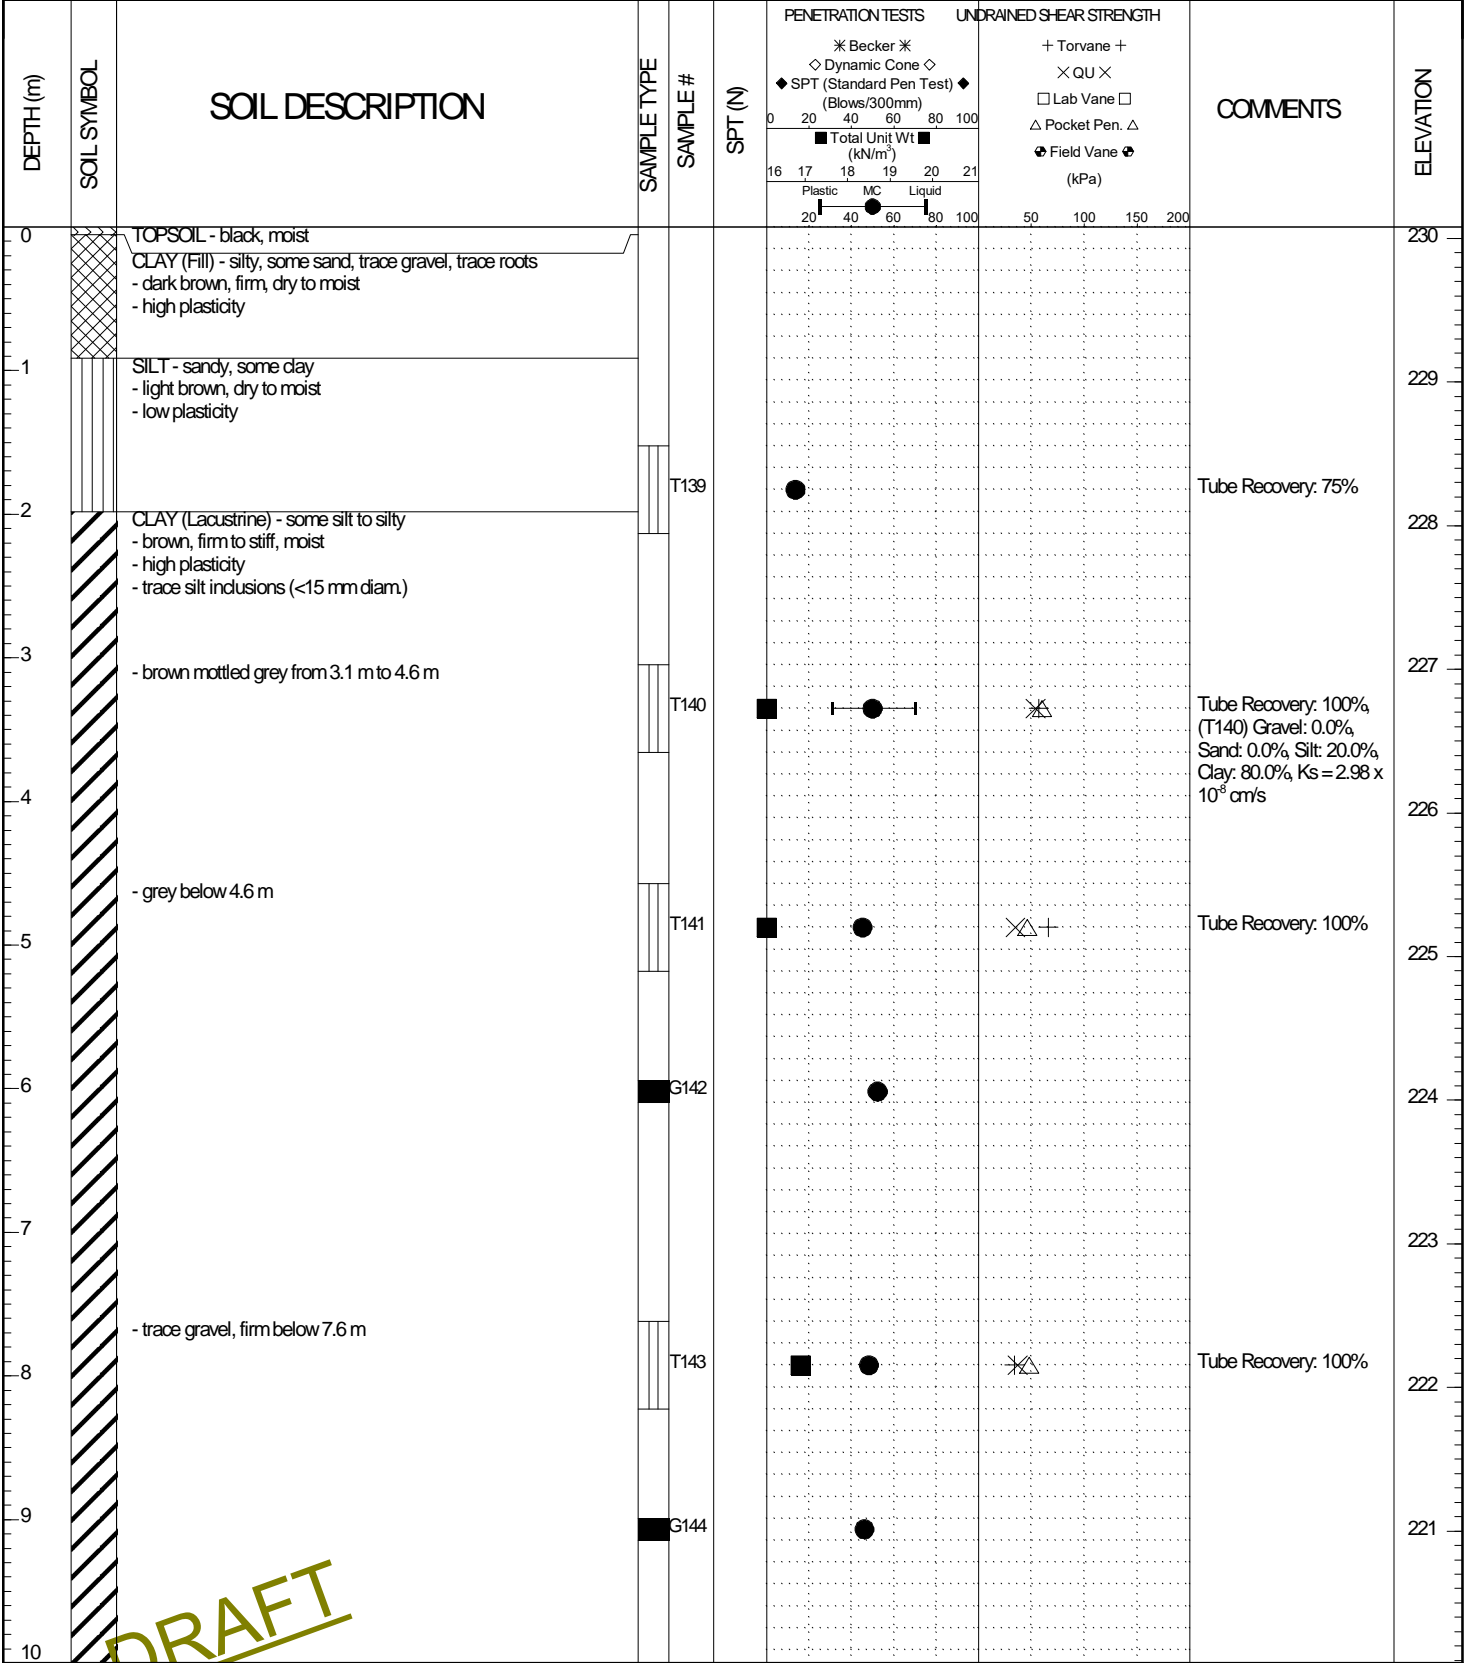 DEPTH (m)
SOIL SYMBOL
SOIL DESCRIPTION
SAMPLE TYPE
SAMPLE #
SPT (N)
PENETRATION TESTS
✳ Becker ✳
◇ Dynamic Cone ◇
◆ SPT (Standard Pen Test) ◆
(Blows/300mm)
0 20 40 60 80 100
■ Total Unit Wt ■
(kN/m³)
16 17 18 19 20 21
Plastic MC Liquid
20 40 60 80 100
UNDRAINED SHEAR STRENGTH
+ Torvane +
× QU ×
□ Lab Vane □
△ Pocket Pen. △
Field Vane
(kPa)
50 100 150 200
COMMENTS
ELEVATION
0
TOPSOIL - black, moist
230
CLAY (Fill) - silty, some sand, trace gravel, trace roots
- dark brown, firm, dry to moist
- high plasticity
1
SILT - sandy, some clay
229
- light brown, dry to moist
- low plasticity
T139
Tube Recovery: 75%
2
CLAY (Lacustrine) - some silt to silty
228
- brown, firm to stiff, moist
- high plasticity
- trace silt inclusions (<15 mm diam.)
3
227
- brown mottled grey from 3.1 m to 4.6 m
T140
Tube Recovery: 100%,
(T140) Gravel: 0.0%,
Sand: 0.0%, Silt: 20.0%,
Clay: 80.0%, Ks = 2.98 x
10⁻⁸ cm/s
4
226
- grey below 4.6 m
T141
Tube Recovery: 100%
5
225
6
G142
224
7
223
- trace gravel, firm below 7.6 m
T143
Tube Recovery: 100%
8
222
9
G144
221
DRAFT
10